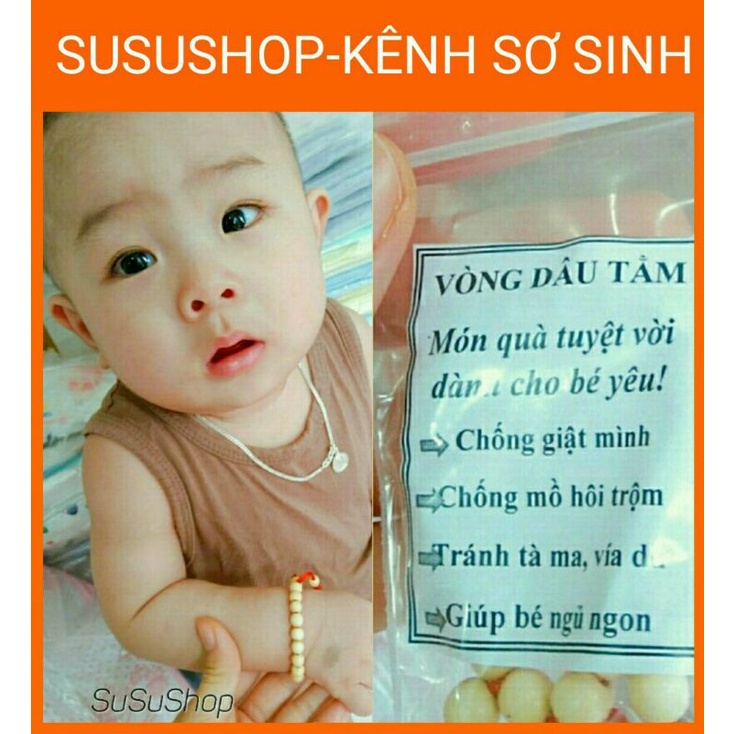 SUSUSHOP-KÊNH SƠ SINH
VÒNG DÂU TẰM
Món quà tuyệt vời
cho bé yêu!
Chống giật mình
Chống mồ hôi trộm
Tránh tà ma, vía
Giúp bé ngủ ngon
SuSuShop